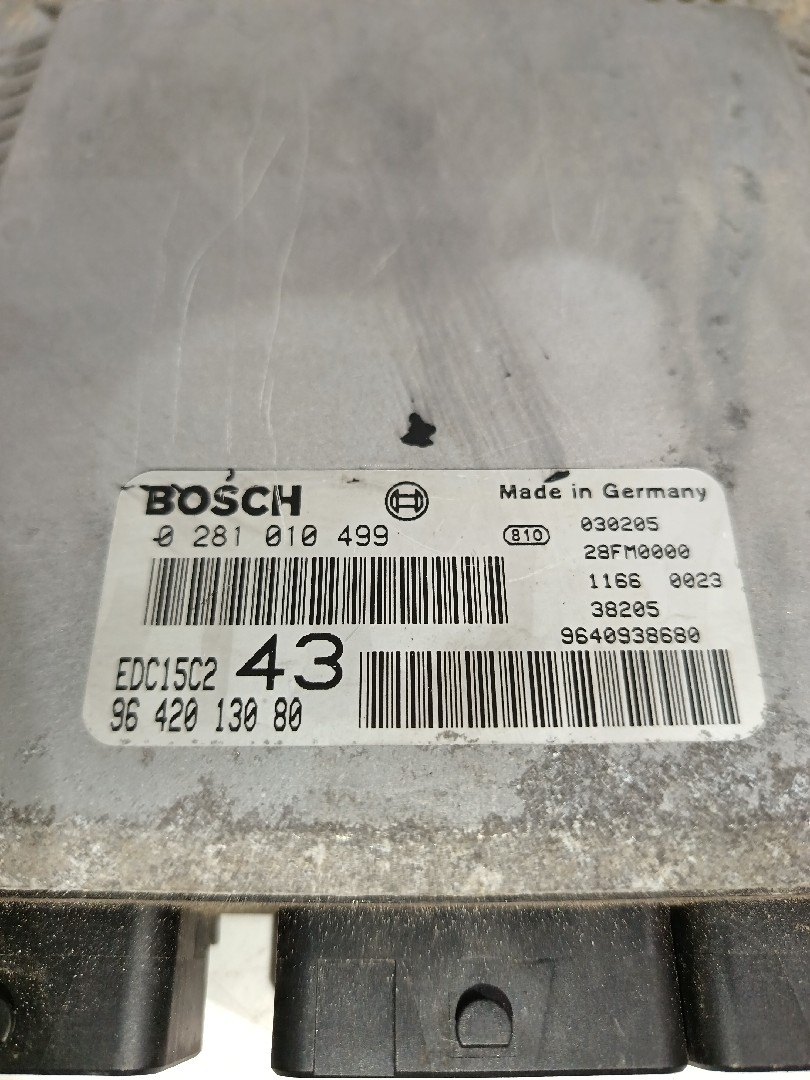 BOSCH
Made in Germany
0 281 010 499
810
030205
28FM0000
1166 0023
38205
9640938680
EDC15C2 43
96 420 130 80